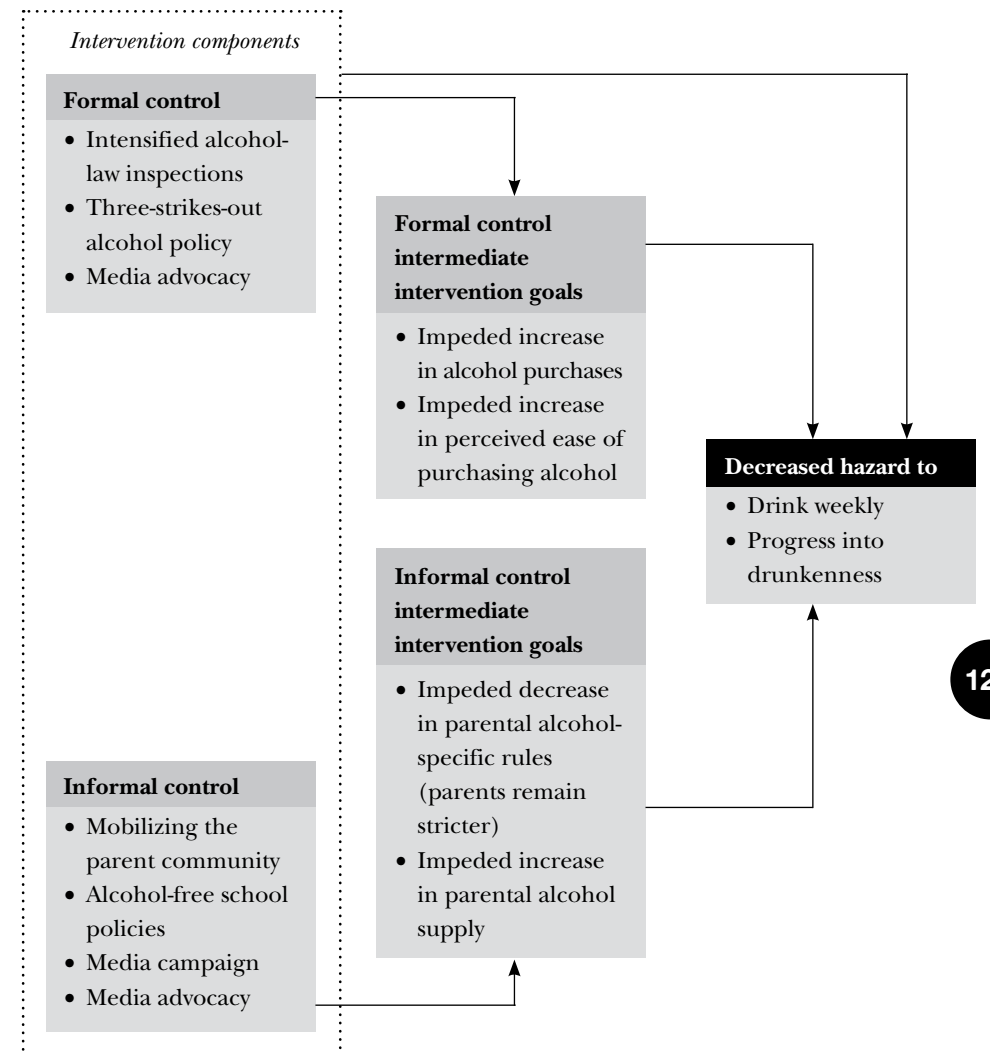 Intervention components
Formal control
• Intensified alcohol-
law inspections
• Three-strikes-out
alcohol policy
• Media advocacy
Formal control
intermediate
intervention goals
• Impeded increase
in alcohol purchases
• Impeded increase
in perceived ease of
purchasing alcohol
Decreased hazard to
• Drink weekly
• Progress into
drunkenness
Informal control
intermediate
intervention goals
• Impeded decrease
in parental alcohol-
specific rules
(parents remain
stricter)
• Impeded increase
in parental alcohol
supply
12
Informal control
• Mobilizing the
parent community
• Alcohol-free school
policies
• Media campaign
• Media advocacy